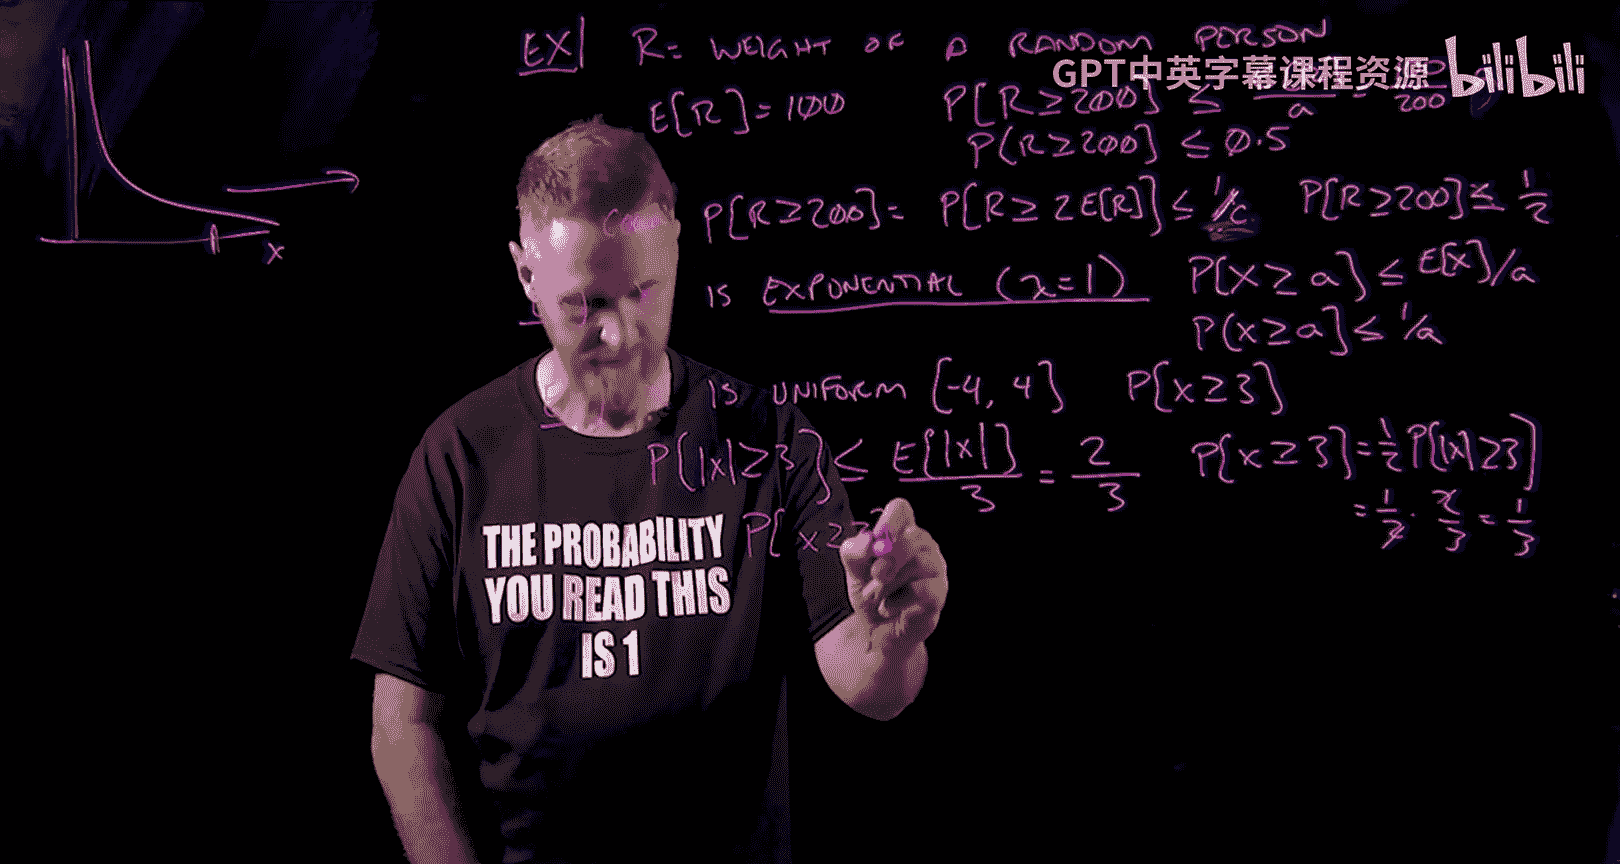 EX| R = WEIGHT OF A RANDOM PERSON
GPT中英字幕课程资源 bilibili
E[R] = 100 P[R ≥ 200] ≤ a 200
P(R ≥ 200] ≤ 0.5
P[R ≥ 200] = P[R ≥ 2E[R]] ≤ 1/c P[R ≥ 200] ≤ 1/2
IS EXPONENTIAL (λ=1) P[X ≥ a] ≤ E[X]/a
x
P(X ≥ a] ≤ 1/a
IS UNIFORM [-4, 4] P[X ≥ 3]
P(|X| ≥ 3] ≤ E[|X|]/3 = 2/3 P[X ≥ 3] = 1/2 P[|X| ≥ 3]
= 1/2 · 2/3 = 1/3
P[X ≥
THE PROBABILITY
YOU READ THIS
IS 1